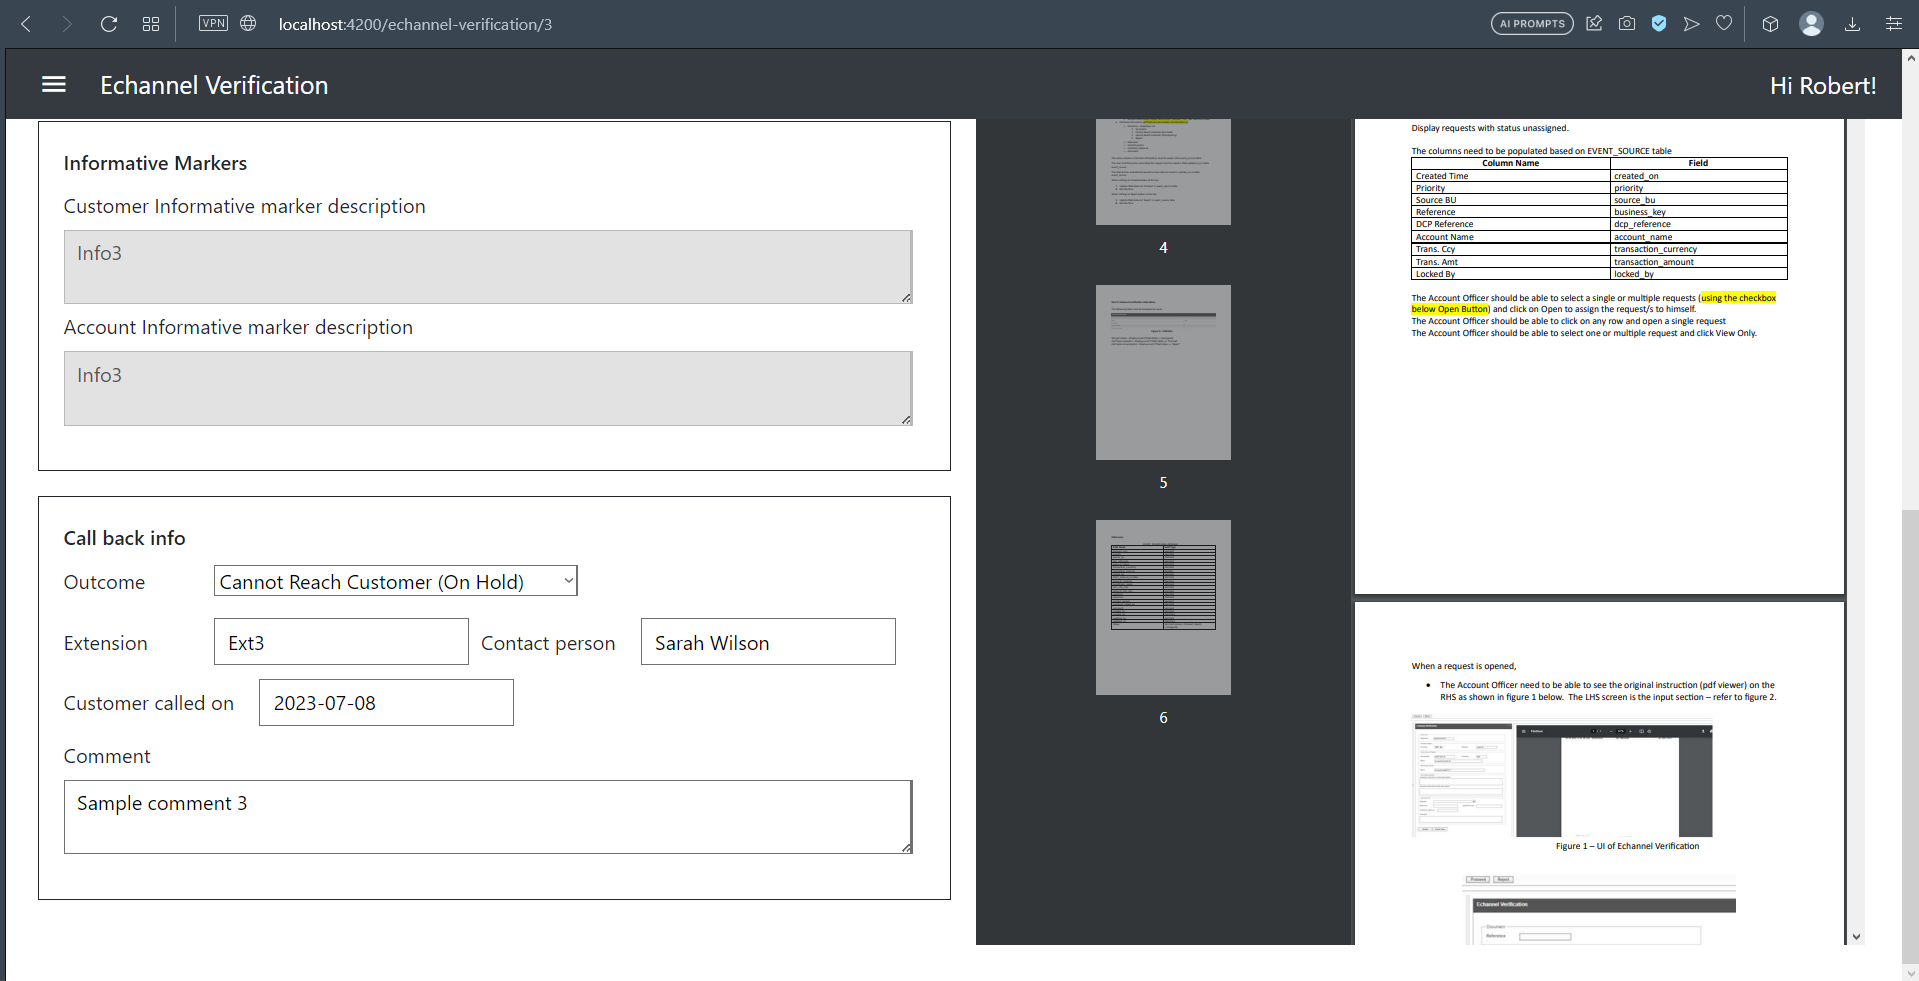 VPN
localhost:4200/echannel-verification/3
AI PROMPTS
Echannel Verification
Hi Robert!
Informative Markers
Customer Informative marker description
Info3
Account Informative marker description
Info3
Call back info
Outcome
Cannot Reach Customer (On Hold)
Extension
Ext3
Contact person
Sarah Wilson
Customer called on
2023-07-08
Comment
Sample comment 3
4
5
6
Display requests with status unassigned.
The columns need to be populated based on EVENT_SOURCE table
Column Name Field
Created Time created_on
Priority priority
Source BU source_bu
Reference business_key
DCP Reference dcp_reference
Account Name account_name
Trans. Ccy transaction_currency
Trans. Amt transaction_amount
Locked By locked_by
The Account Officer should be able to select a single or multiple requests (using the checkbox
below Open Button) and click on Open to assign the request/s to himself.
The Account Officer should be able to click on any row and open a single request
The Account Officer should be able to select one or multiple request and click View Only.
When a request is opened,
• The Account Officer need to be able to see the original instruction (pdf viewer) on the
RHS as shown in figure 1 below. The LHS screen is the input section – refer to figure 2.
Figure 1 – UI of Echannel Verification
Proceed Reject
Echannel Verification
Document
Reference